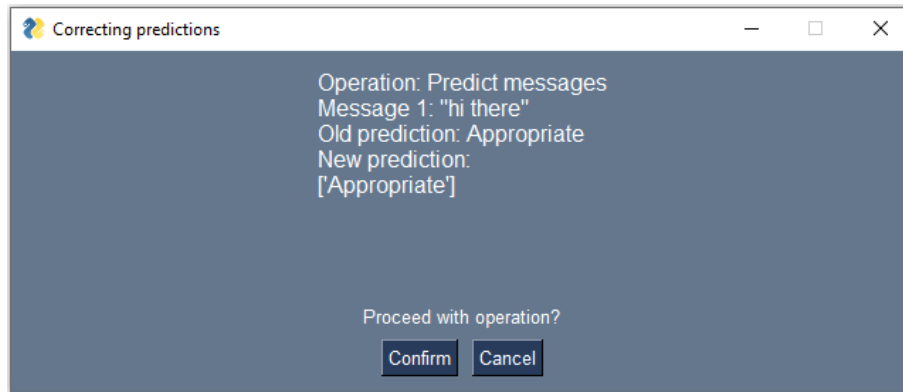 Correcting predictions
Operation: Predict messages
Message 1: "hi there"
Old prediction: Appropriate
New prediction:
['Appropriate']
Proceed with operation?
Confirm Cancel